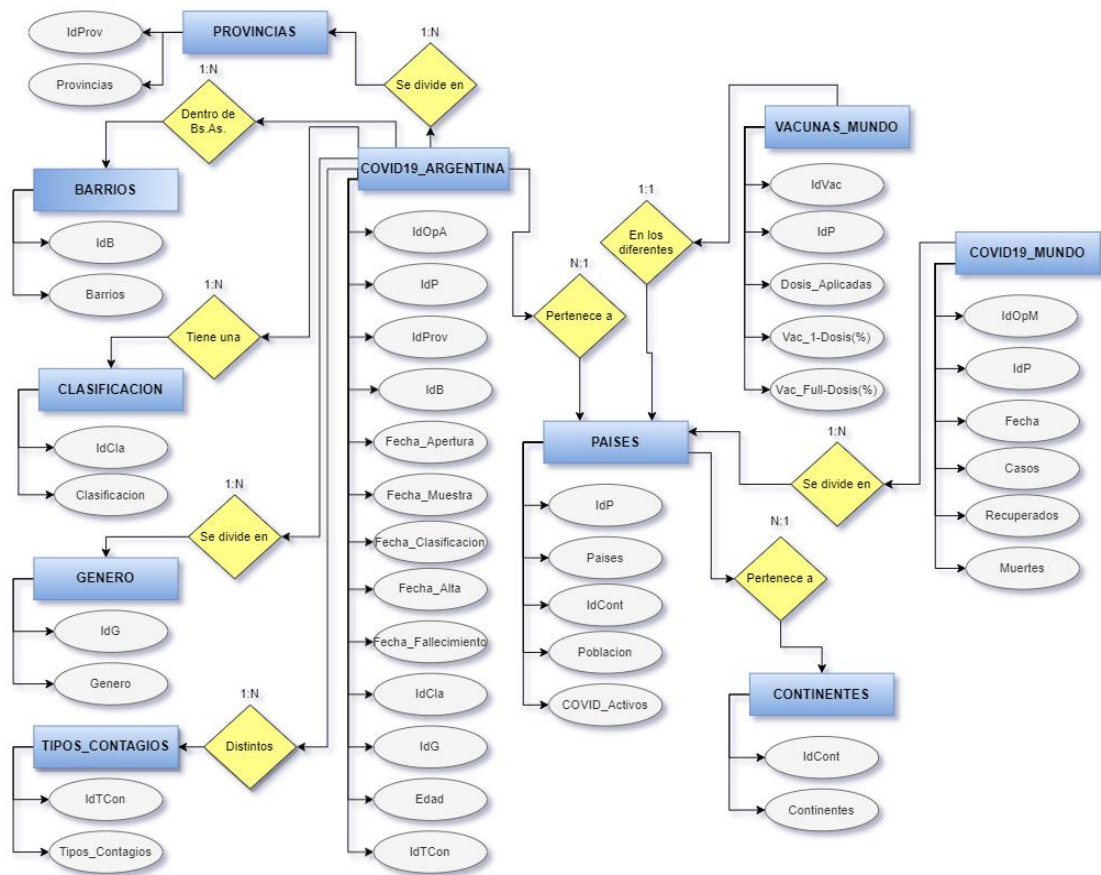 IdProv
Provincias
PROVINCIAS
1:N
Se divide en
1:N
Dentro de
Bs.As.
BARRIOS
IdB
Barrios
1:N
Tiene una
CLASIFICACION
IdCla
Clasificacion
1:N
Se divide en
GENERO
IdG
Genero
1:N
Distintos
TIPOS_CONTAGIOS
IdTCon
Tipos_Contagios
COVID19_ARGENTINA
IdOpA
IdP
IdProv
IdB
Fecha_Apertura
Fecha_Muestra
Fecha_Clasificacion
Fecha_Alta
Fecha_Fallecimiento
IdCla
IdG
Edad
IdTCon
N:1
Pertenece a
1:1
En los
diferentes
VACUNAS_MUNDO
IdVac
IdP
Dosis_Aplicadas
Vac_1-Dosis(%)
Vac_Full-Dosis(%)
COVID19_MUNDO
IdOpM
IdP
Fecha
Casos
Recuperados
Muertes
1:N
Se divide en
PAISES
IdP
Paises
IdCont
Poblacion
COVID_Activos
N:1
Pertenece a
CONTINENTES
IdCont
Continentes